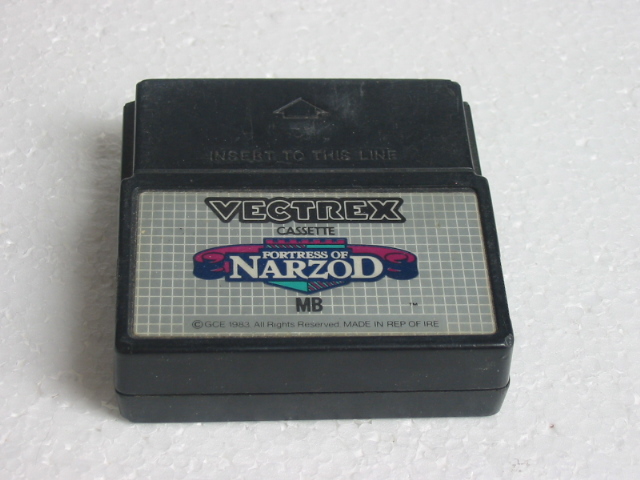 INSERT TO THIS LINE
VECTREX
CASSETTE
FORTRESS OF
NARZOD
MB ™
©GCE 1983. All Rights Reserved. MADE IN REP OF IRE